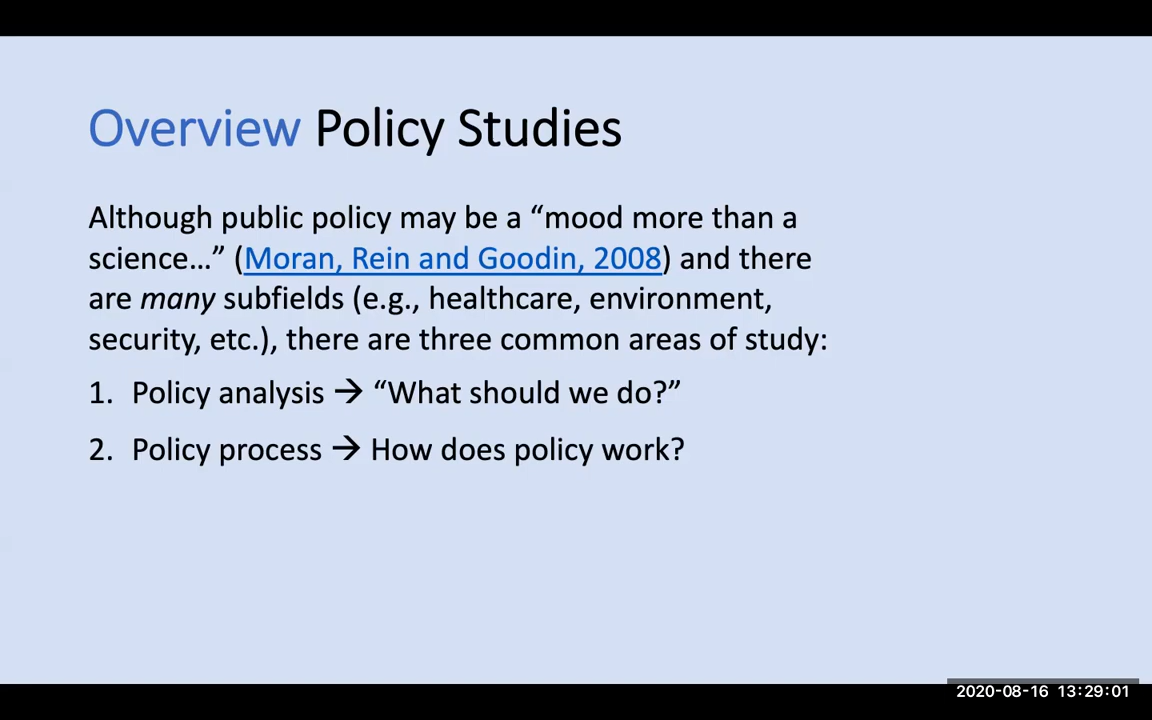 Overview Policy Studies
Although public policy may be a “mood more than a
science…” (Moran, Rein and Goodin, 2008) and there
are many subfields (e.g., healthcare, environment,
security, etc.), there are three common areas of study:
1. Policy analysis → “What should we do?”
2. Policy process → How does policy work?
2020-08-16 13:29:01